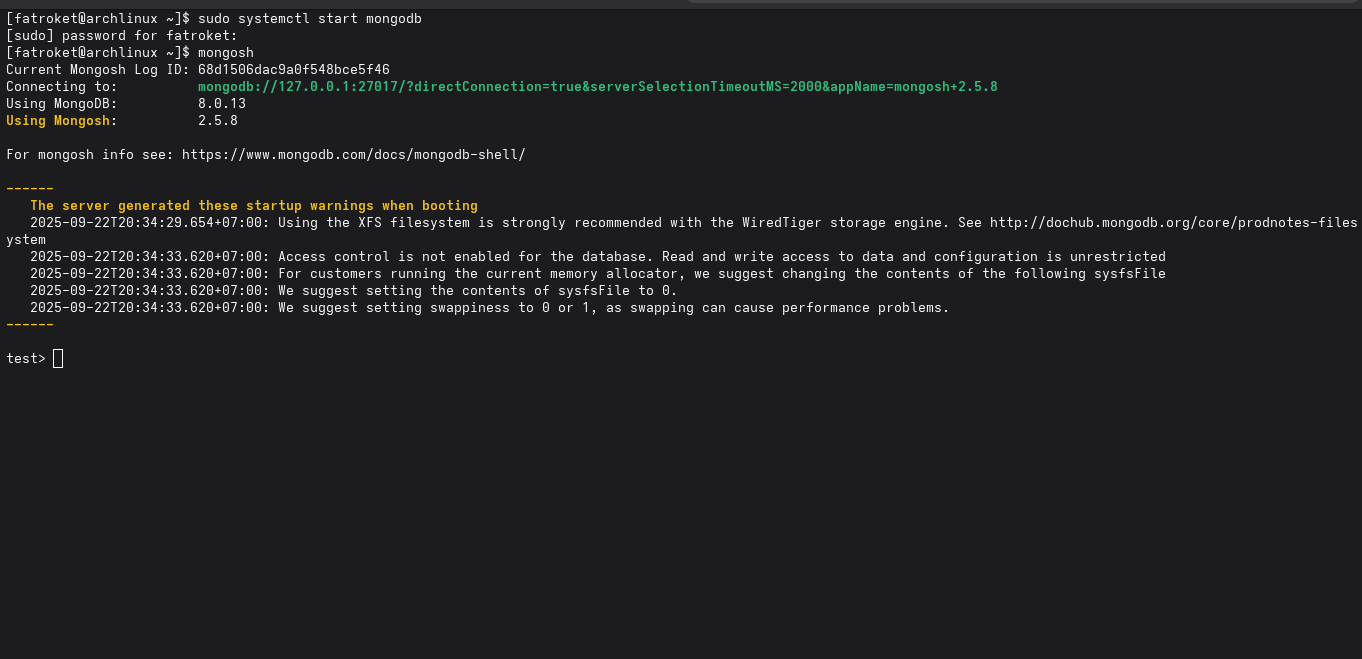 [fatroket@archlinux ~]$ sudo systemctl start mongodb
[sudo] password for fatroket:
[fatroket@archlinux ~]$ mongosh
Current Mongosh Log ID: 68d1506dac9a0f548bce5f46
Connecting to:          mongodb://127.0.0.1:27017/?directConnection=true&serverSelectionTimeoutMS=2000&appName=mongosh+2.5.8
Using MongoDB:          8.0.13
Using Mongosh:          2.5.8
For mongosh info see: https://www.mongodb.com/docs/mongodb-shell/
------
   The server generated these startup warnings when booting
   2025-09-22T20:34:29.654+07:00: Using the XFS filesystem is strongly recommended with the WiredTiger storage engine. See http://dochub.mongodb.org/core/prodnotes-files
ystem
   2025-09-22T20:34:33.620+07:00: Access control is not enabled for the database. Read and write access to data and configuration is unrestricted
   2025-09-22T20:34:33.620+07:00: For customers running the current memory allocator, we suggest changing the contents of the following sysfsFile
   2025-09-22T20:34:33.620+07:00: We suggest setting the contents of sysfsFile to 0.
   2025-09-22T20:34:33.620+07:00: We suggest setting swappiness to 0 or 1, as swapping can cause performance problems.
------
test>